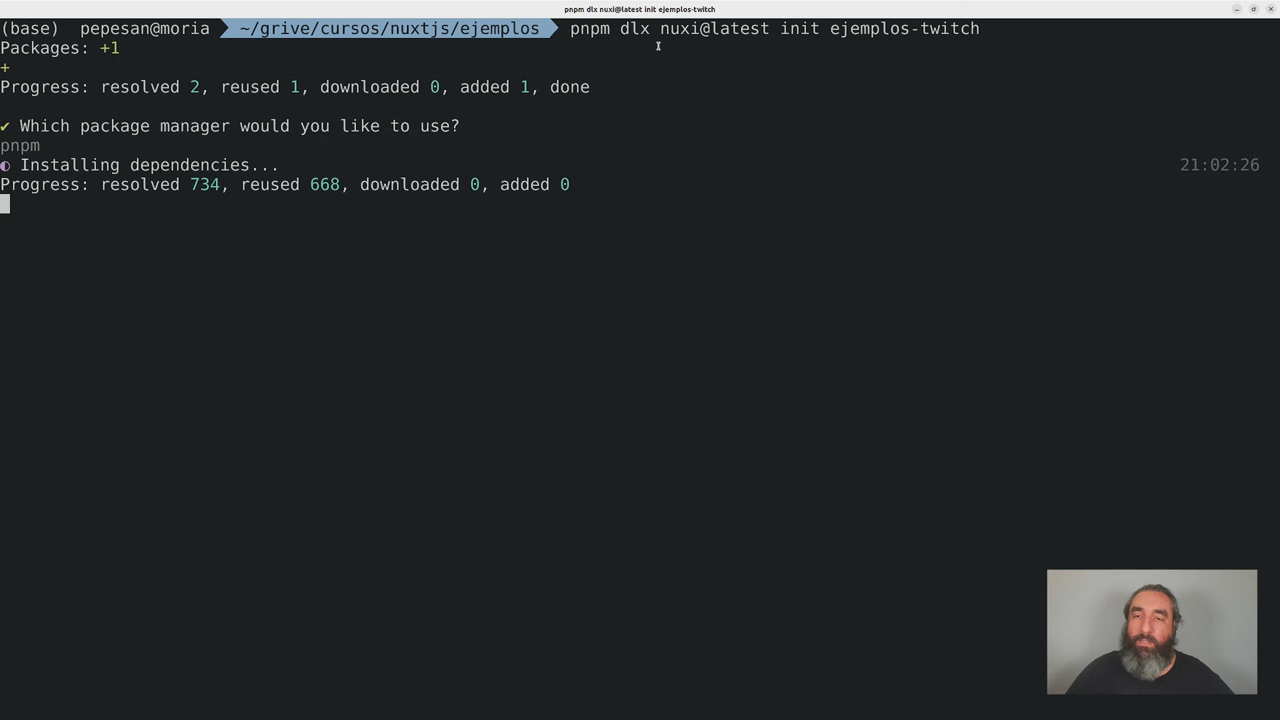 pnpm dlx nuxi@latest init ejemplos-twitch
(base) pepesan@moria ~/grive/cursos/nuxtjs/ejemplos pnpm dlx nuxi@latest init ejemplos-twitch
Packages: +1
+
Progress: resolved 2, reused 1, downloaded 0, added 1, done
✔ Which package manager would you like to use?
pnpm
◐ Installing dependencies... 21:02:26
Progress: resolved 734, reused 668, downloaded 0, added 0